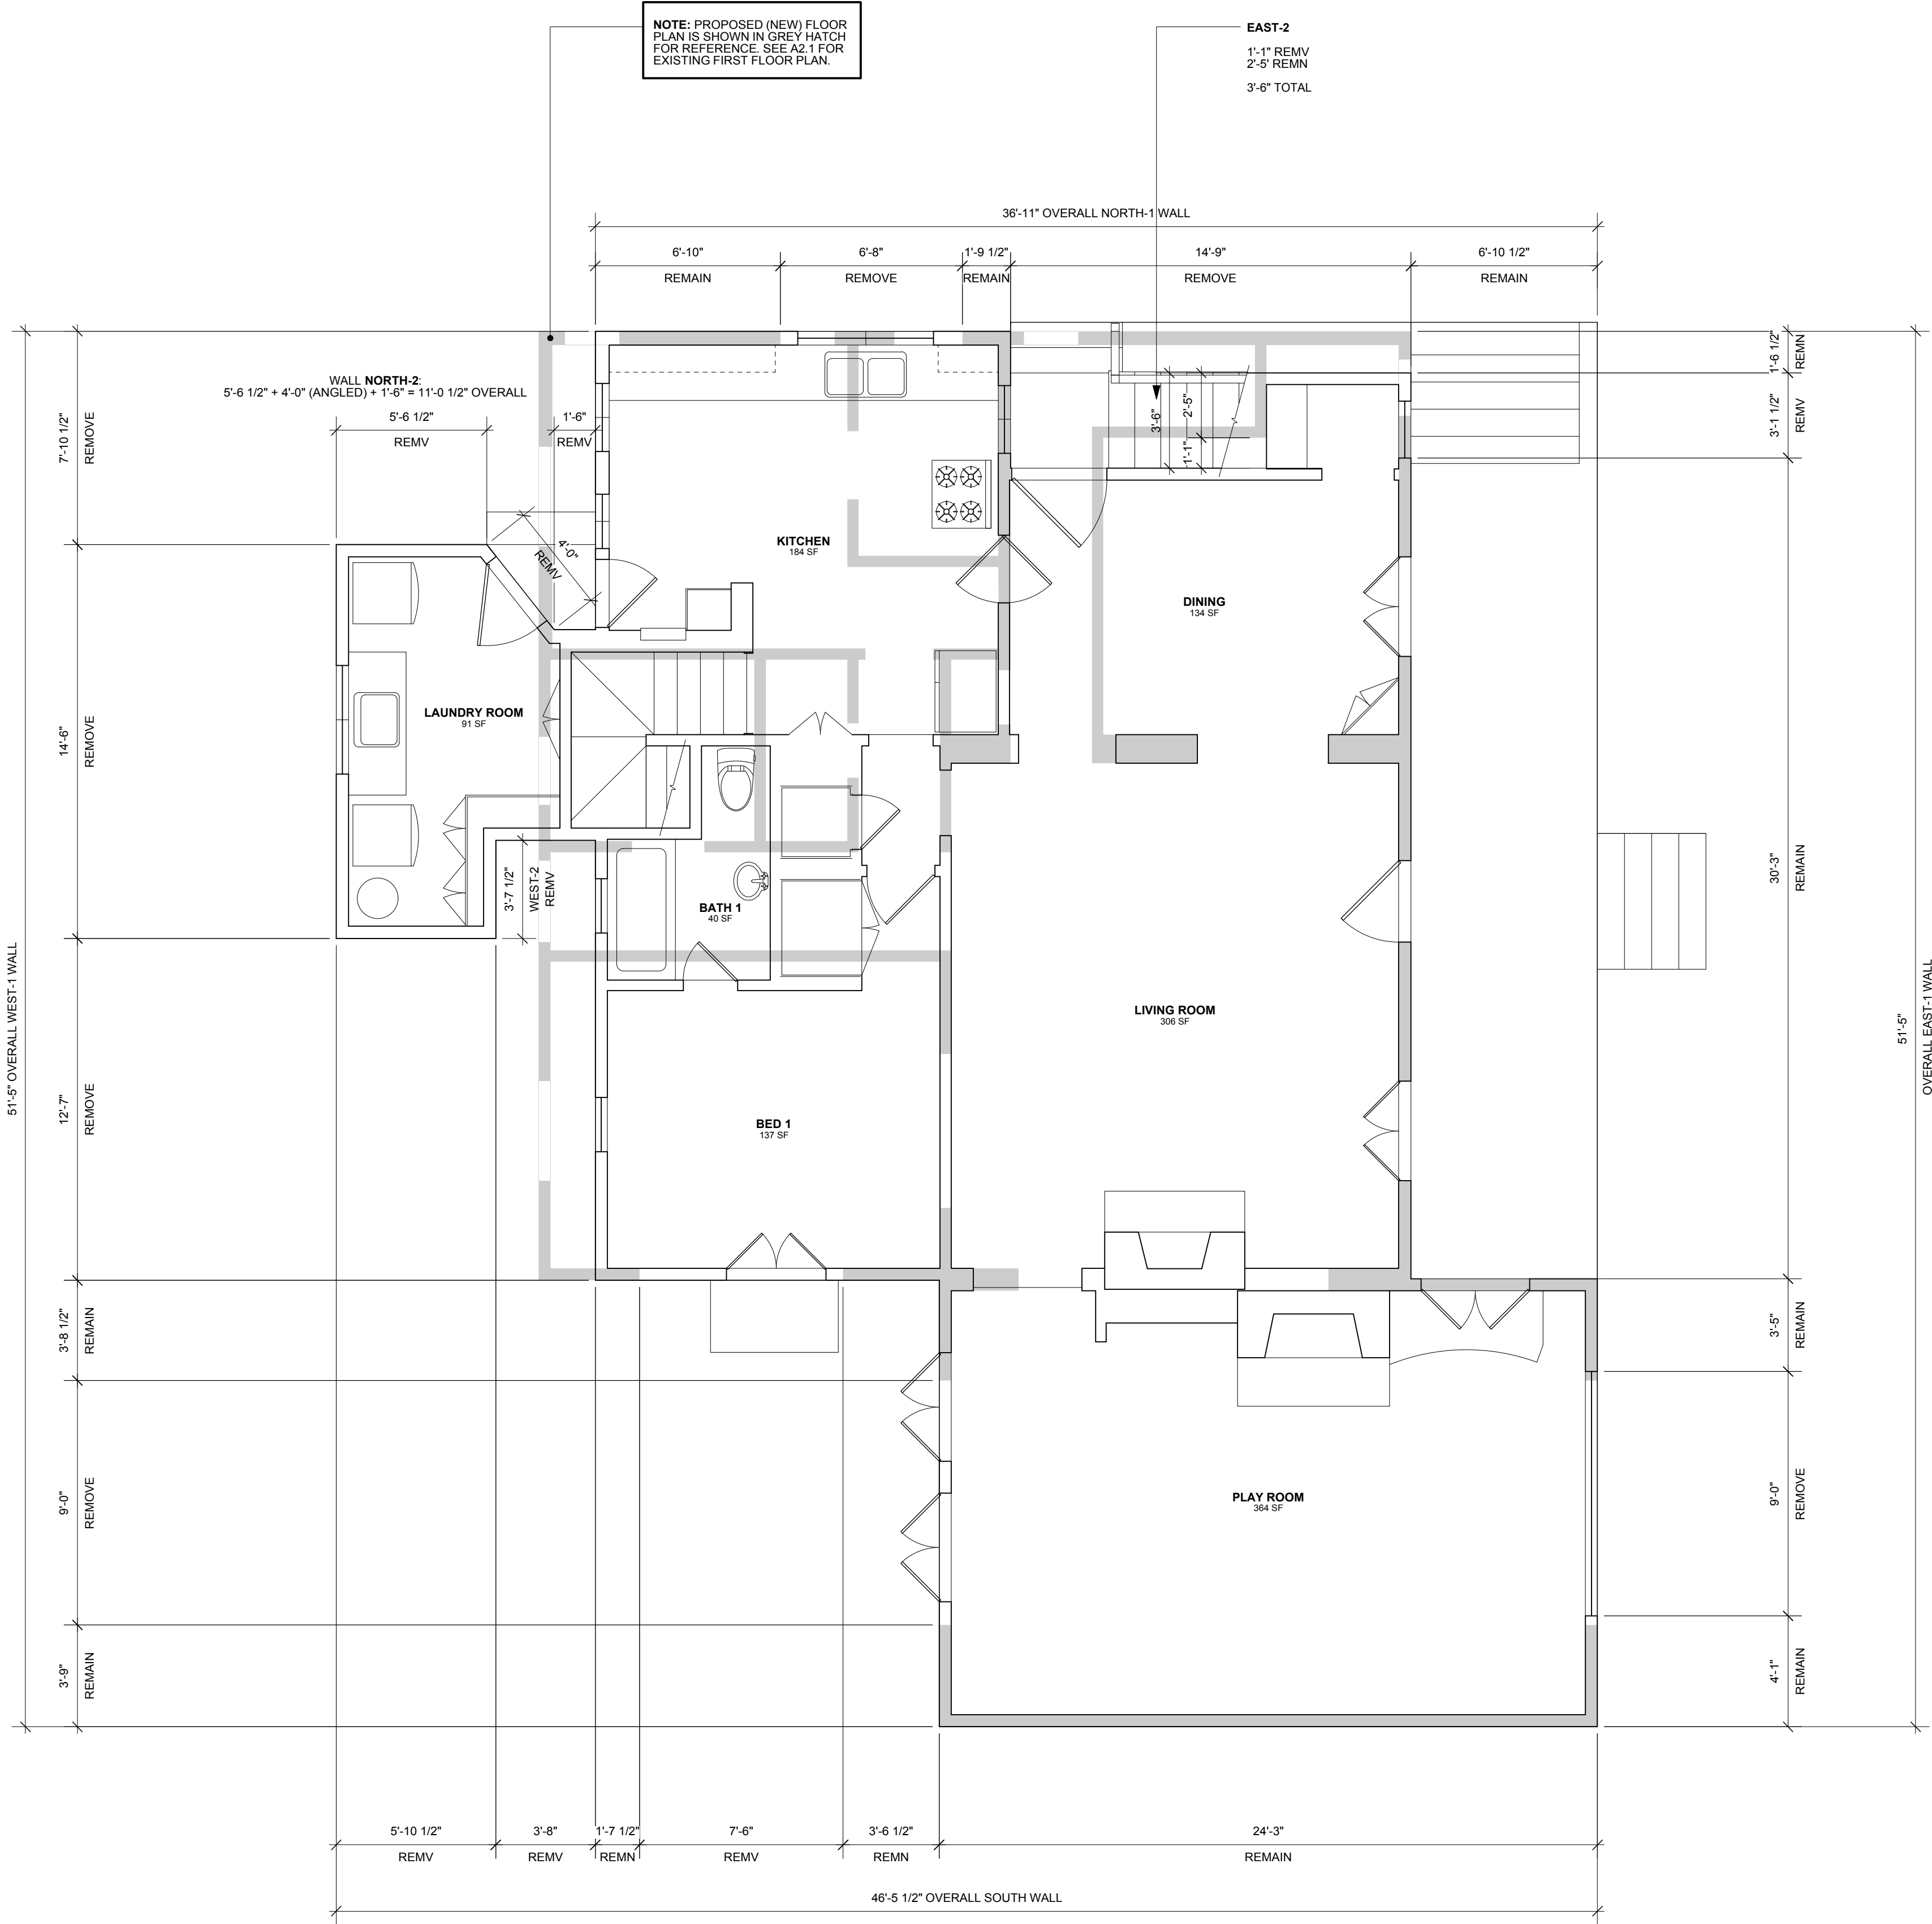 NOTE: PROPOSED (NEW) FLOOR
PLAN IS SHOWN IN GREY HATCH
FOR REFERENCE. SEE A2.1 FOR
EXISTING FIRST FLOOR PLAN.
EAST-2
1'-1" REMV
2'-5' REMN
3'-6" TOTAL
36'-11" OVERALL NORTH-1 WALL
6'-10"
REMAIN
6'-8"
REMOVE
1'-9 1/2"
REMAIN
14'-9"
REMOVE
6'-10 1/2"
REMAIN
WALL NORTH-2:
5'-6 1/2" + 4'-0" (ANGLED) + 1'-6" = 11'-0 1/2" OVERALL
5'-6 1/2"
REMV
1'-6"
REMV
4'-0"
REMV
3'-6"
2'-5"
1'-1"
51'-5" OVERALL WEST-1 WALL
7'-10 1/2"
REMOVE
14'-6"
REMOVE
12'-7"
REMOVE
3'-8 1/2"
REMAIN
9'-0"
REMOVE
3'-9"
REMAIN
KITCHEN
184 SF
DINING
134 SF
LAUNDRY ROOM
91 SF
3'-7 1/2"
WEST-2
REMV
BATH 1
40 SF
LIVING ROOM
306 SF
BED 1
137 SF
PLAY ROOM
364 SF
1'-6 1/2"
REMN
3'-1 1/2"
REMV
30'-3"
REMAIN
3'-5"
REMAIN
9'-0"
REMOVE
4'-1"
REMAIN
51'-5"
OVERALL EAST-1 WALL
5'-10 1/2"
REMV
3'-8"
REMV
1'-7 1/2"
REMN
7'-6"
REMV
3'-6 1/2"
REMN
24'-3"
REMAIN
46'-5 1/2" OVERALL SOUTH WALL